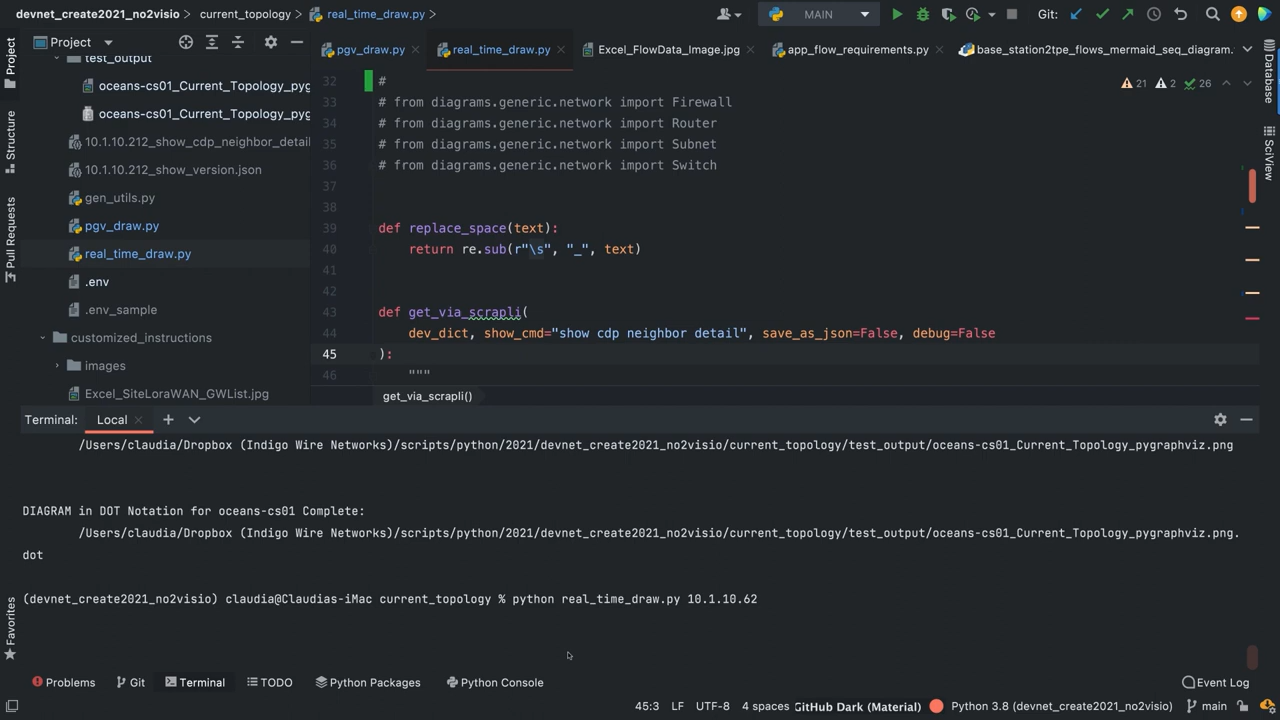 devnet_create2021_no2visio
current_topology
real_time_draw.py
MAIN
Git:
Project
pgv_draw.py
real_time_draw.py
Excel_FlowData_Image.jpg
app_flow_requirements.py
base_station2tpe_flows_mermaid_seq_diagram.
Project
Structure
Pull Requests
Favorites
Database
SciView
test_output
oceans-cs01_Current_Topology_pyg
oceans-cs01_Current_Topology_pyg
10.1.10.212_show_cdp_neighbor_detail
10.1.10.212_show_version.json
gen_utils.py
pgv_draw.py
real_time_draw.py
.env
.env_sample
customized_instructions
images
Excel_SiteLoraWAN_GWList.jpg
21 2 26
32 #
33 # from diagrams.generic.network import Firewall
34 # from diagrams.generic.network import Router
35 # from diagrams.generic.network import Subnet
36 # from diagrams.generic.network import Switch
37
38
39 def replace_space(text):
40 return re.sub(r"\s", "_", text)
41
42
43 def get_via_scrapli(
44 dev_dict, show_cmd="show cdp neighbor detail", save_as_json=False, debug=False
45 ):
46 """
get_via_scrapli()
Terminal: Local
/Users/claudia/Dropbox (Indigo Wire Networks)/scripts/python/2021/devnet_create2021_no2visio/current_topology/test_output/oceans-cs01_Current_Topology_pygraphviz.png
DIAGRAM in DOT Notation for oceans-cs01 Complete:
/Users/claudia/Dropbox (Indigo Wire Networks)/scripts/python/2021/devnet_create2021_no2visio/current_topology/test_output/oceans-cs01_Current_Topology_pygraphviz.png.
dot
(devnet_create2021_no2visio) claudia@Claudias-iMac current_topology % python real_time_draw.py 10.1.10.62
Problems Git Terminal TODO Python Packages Python Console Event Log
45:3 LF UTF-8 4 spaces GitHub Dark (Material) Python 3.8 (devnet_create2021_no2visio) main